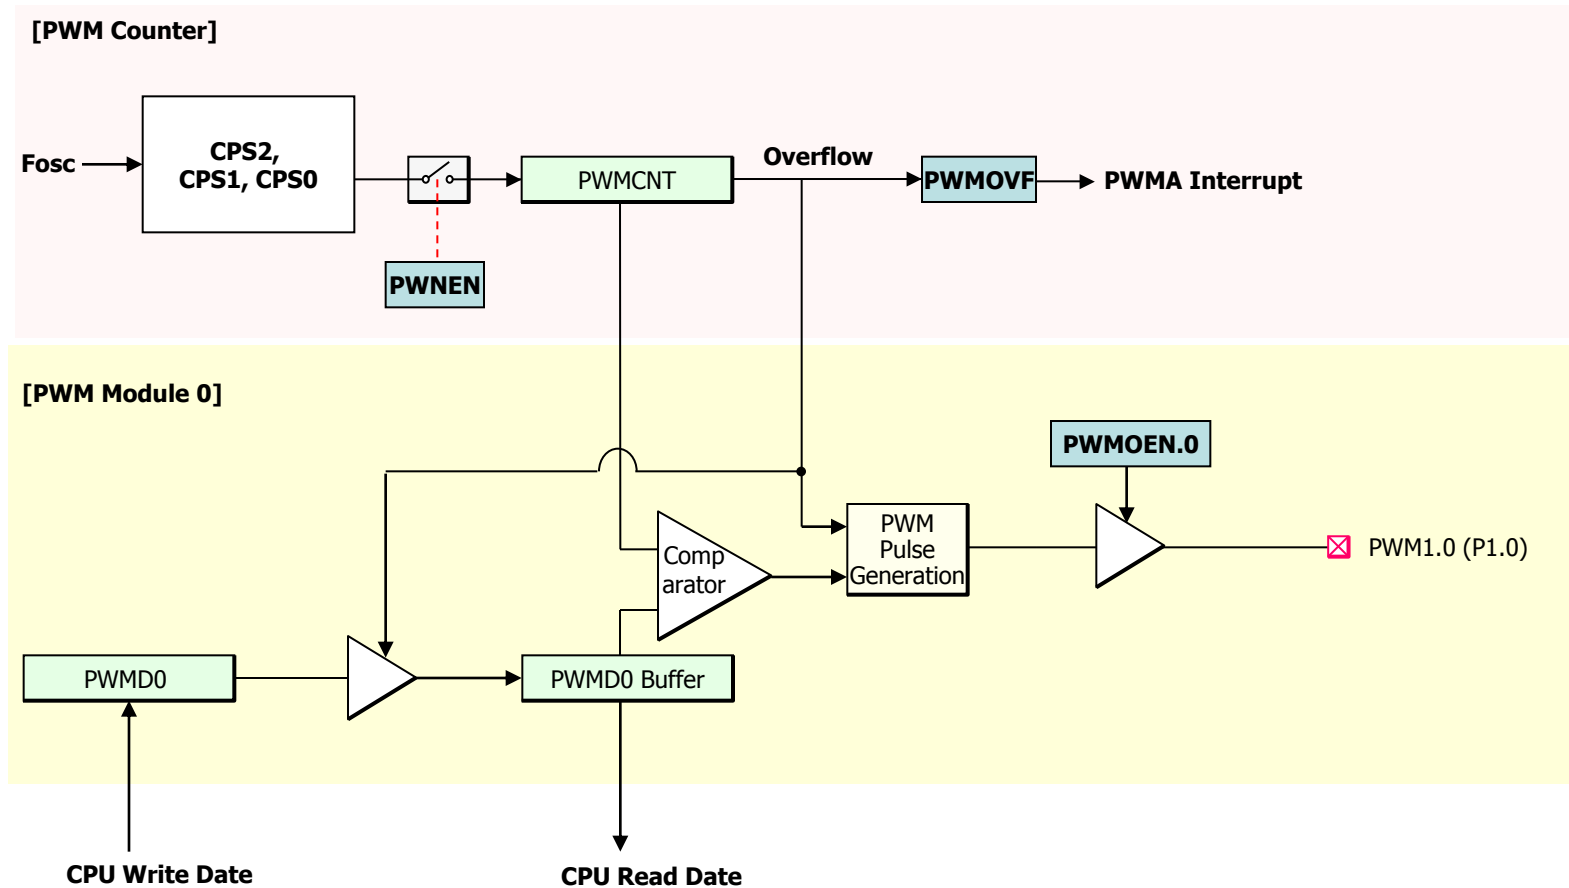 [PWM Counter]
Fosc
CPS2,
CPS1, CPS0
PWMCNT
Overflow
PWMOVF
PWMA Interrupt
PWNEN
[PWM Module 0]
PWMOEN.0
Comp
arator
PWM
Pulse
Generation
PWM1.0 (P1.0)
PWMD0
PWMD0 Buffer
CPU Write Date
CPU Read Date